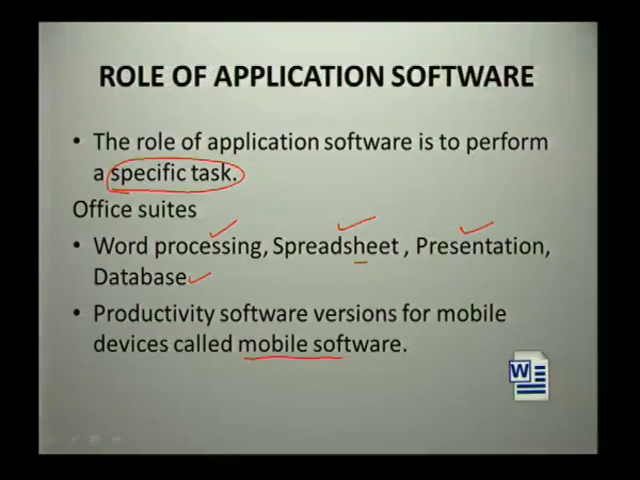 ROLE OF APPLICATION SOFTWARE
• The role of application software is to perform
a specific task.
Office suites
• Word processing, Spreadsheet , Presentation,
Database
• Productivity software versions for mobile
devices called mobile software.
W